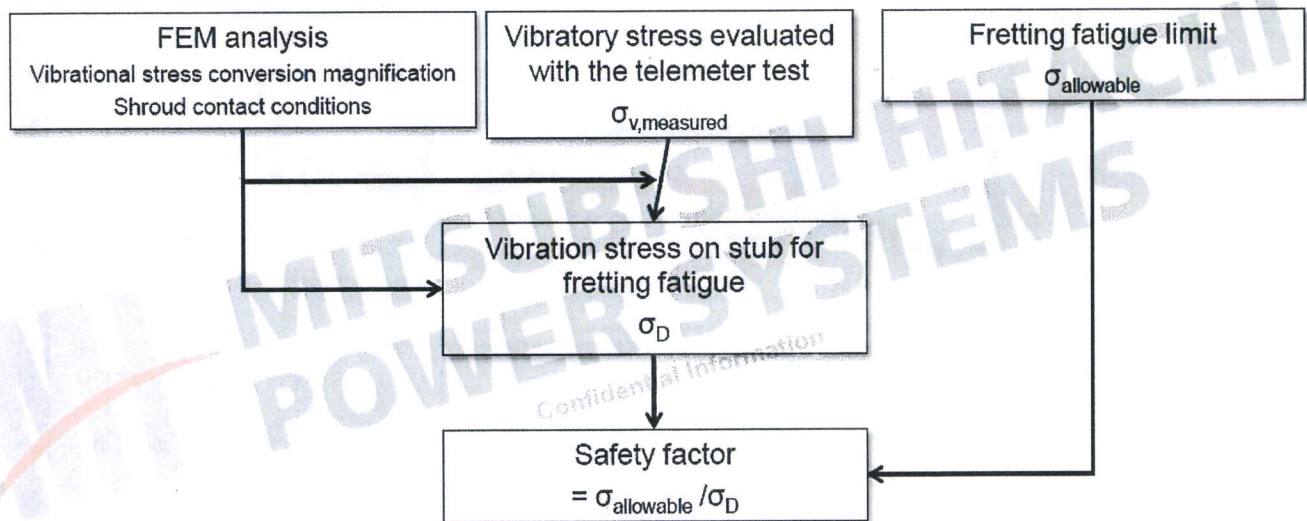 FEM analysis
Vibrational stress conversion magnification
Shroud contact conditions
Vibratory stress evaluated
with the telemeter test
σv,measured
Fretting fatigue limit
σallowable
Vibration stress on stub for
fretting fatigue
σD
Safety factor
= σallowable /σD
MITSUBISHI HITACHI
POWER SYSTEMS
Confidential Information